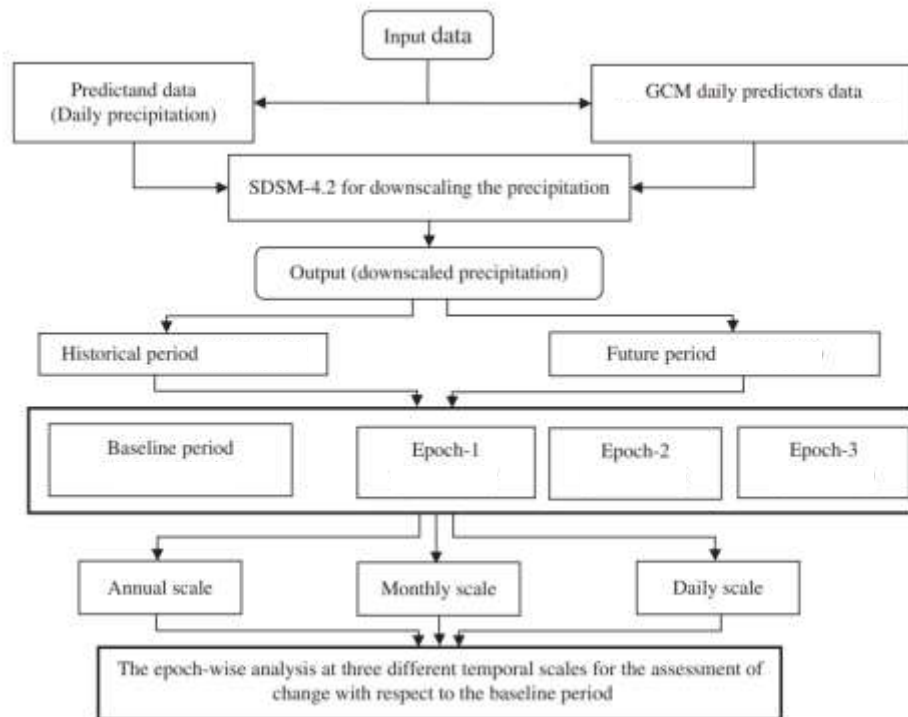 Input data
Predictand data
(Daily precipitation)
GCM daily predictors data
SDSM-4.2 for downscaling the precipitation
Output (downscaled precipitation)
Historical period
Future period
Baseline period
Epoch-1
Epoch-2
Epoch-3
Annual scale
Monthly scale
Daily scale
The epoch-wise analysis at three different temporal scales for the assessment of
change with respect to the baseline period